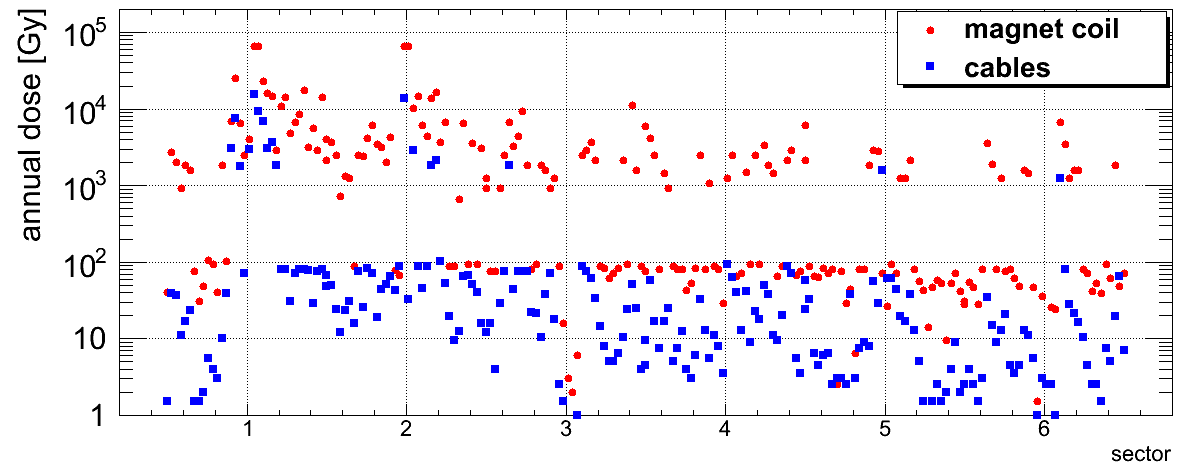 annual dose [Gy]
10⁵
10⁴
10³
10²
10
1
magnet coil
cables
1 2 3 4 5 6
sector